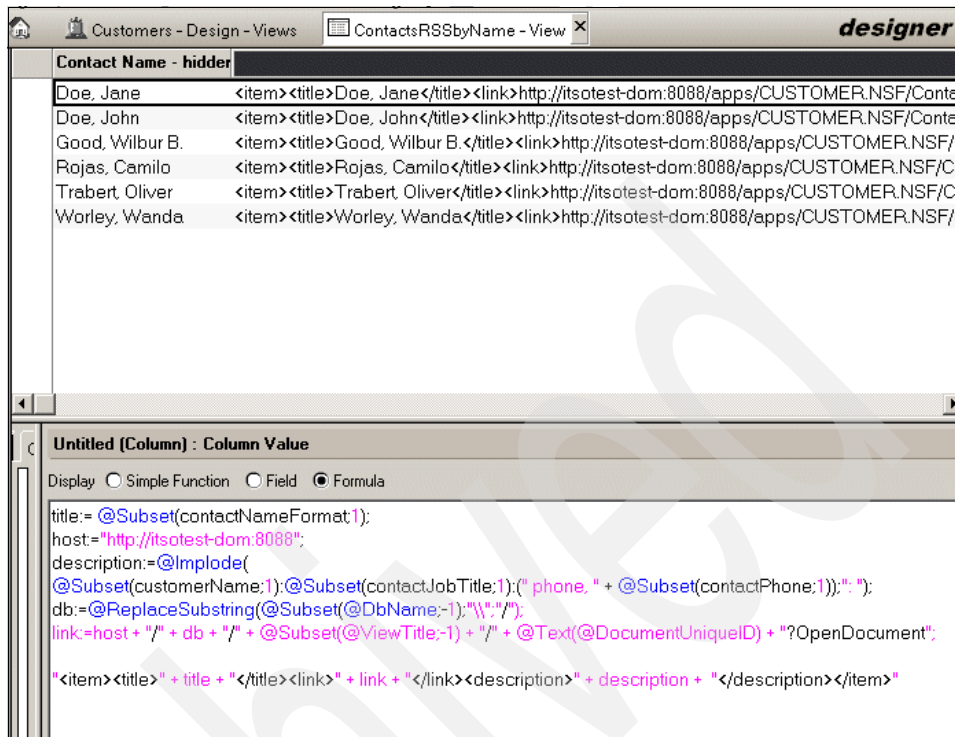 Customers - Design - Views
ContactsRSSbyName - View
designer
Contact Name - hidden
Doe, Jane <item><title>Doe, Jane</title><link>http://itsotest-dom:8088/apps/CUSTOMER.NSF/Conta
Doe, John <item><title>Doe, John</title><link>http://itsotest-dom:8088/apps/CUSTOMER.NSF/Conta
Good, Wilbur B. <item><title>Good, Wilbur B.</title><link>http://itsotest-dom:8088/apps/CUSTOMER.NSF/
Rojas, Camilo <item><title>Rojas, Camilo</title><link>http://itsotest-dom:8088/apps/CUSTOMER.NSF/C
Trabert, Oliver <item><title>Trabert, Oliver</title><link>http://itsotest-dom:8088/apps/CUSTOMER.NSF/C
Worley, Wanda <item><title>Worley, Wanda</title><link>http://itsotest-dom:8088/apps/CUSTOMER.NSF/
Untitled (Column) : Column Value
Display Simple Function Field Formula
title:= @Subset(contactNameFormat;1);
host:="http://itsotest-dom:8088";
description:=@Implode(
@Subset(customerName;1):@Subset(contactJobTitle;1):(" phone, " + @Subset(contactPhone;1));": ");
db:=@ReplaceSubstring(@Subset(@DbName;-1);"\\";"/");
link:=host + "/" + db + "/" + @Subset(@ViewTitle;-1) + "/" + @Text(@DocumentUniqueID) + "?OpenDocument";
"<item><title>" + title + "</title><link>" + link + "</link><description>" + description + "</description></item>"